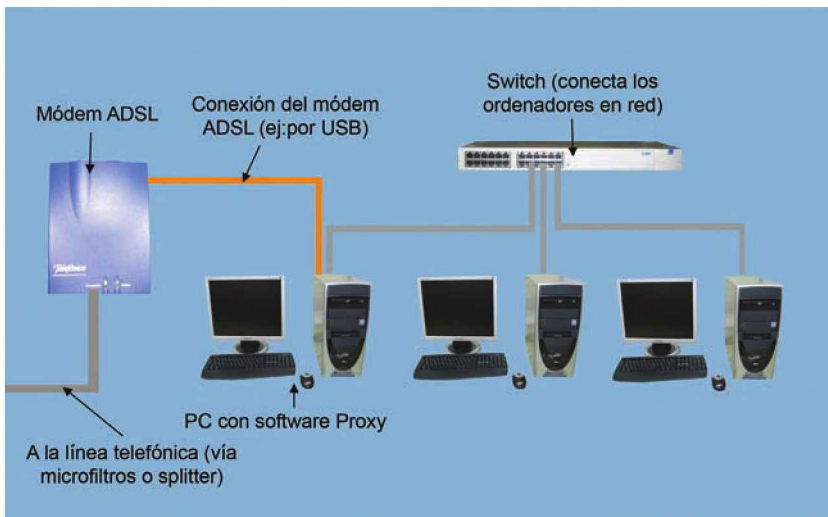 Switch (conecta los
ordenadores en red)
Conexión del módem
ADSL (ej:por USB)
Módem ADSL
Telefónica
PC con software Proxy
A la línea telefónica (vía
microfiltros o splitter)